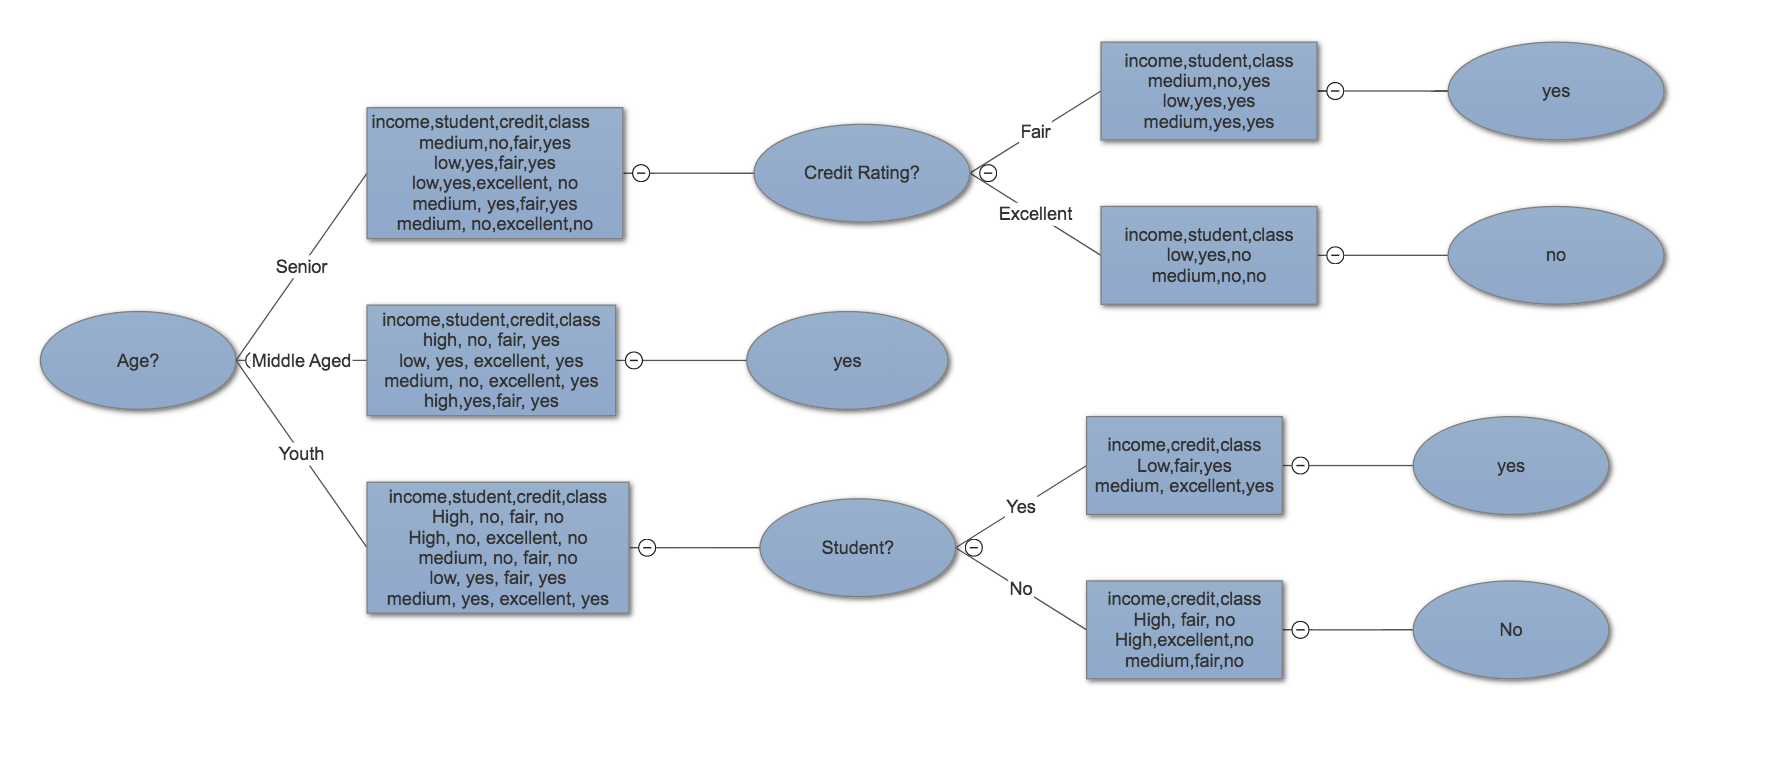 Age?
Senior
income,student,credit,class
medium,no,fair,yes
low,yes,fair,yes
low,yes,excellent, no
medium, yes,fair,yes
medium, no,excellent,no
Credit Rating?
Fair
income,student,class
medium,no,yes
low,yes,yes
medium,yes,yes
yes
Excellent
income,student,class
low,yes,no
medium,no,no
no
Middle Aged
income,student,credit,class
high, no, fair, yes
low, yes, excellent, yes
medium, no, excellent, yes
high,yes,fair, yes
yes
Youth
income,student,credit,class
High, no, fair, no
High, no, excellent, no
medium, no, fair, no
low, yes, fair, yes
medium, yes, excellent, yes
Student?
Yes
income,credit,class
Low,fair,yes
medium, excellent,yes
yes
No
income,credit,class
High, fair, no
High,excellent,no
medium,fair,no
No